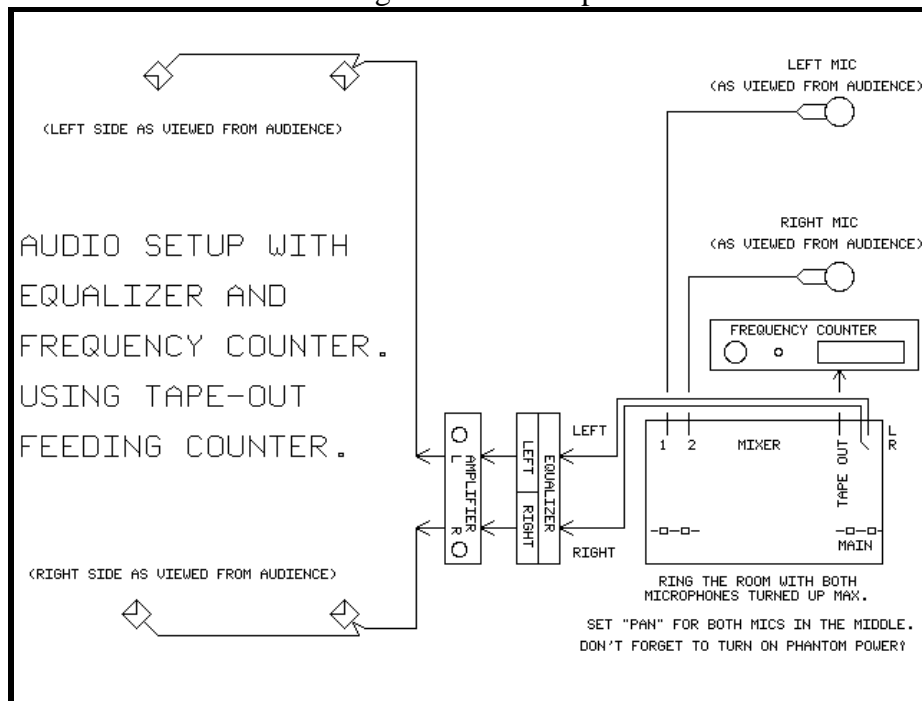 LEFT MIC
(AS VIEWED FROM AUDIENCE)
(LEFT SIDE AS VIEWED FROM AUDIENCE)
RIGHT MIC
(AS VIEWED FROM AUDIENCE)
AUDIO SETUP WITH
EQUALIZER AND
FREQUENCY COUNTER.
USING TAPE-OUT
FEEDING COUNTER.
FREQUENCY COUNTER
LEFT
RIGHT
L
AMPLIFIER
R
LEFT
RIGHT
EQUALIZER
1 2 MIXER
TAPE OUT
L
R
MAIN
(RIGHT SIDE AS VIEWED FROM AUDIENCE)
RING THE ROOM WITH BOTH
MICROPHONES TURNED UP MAX.
SET "PAN" FOR BOTH MICS IN THE MIDDLE.
DON'T FORGET TO TURN ON PHANTOM POWER!